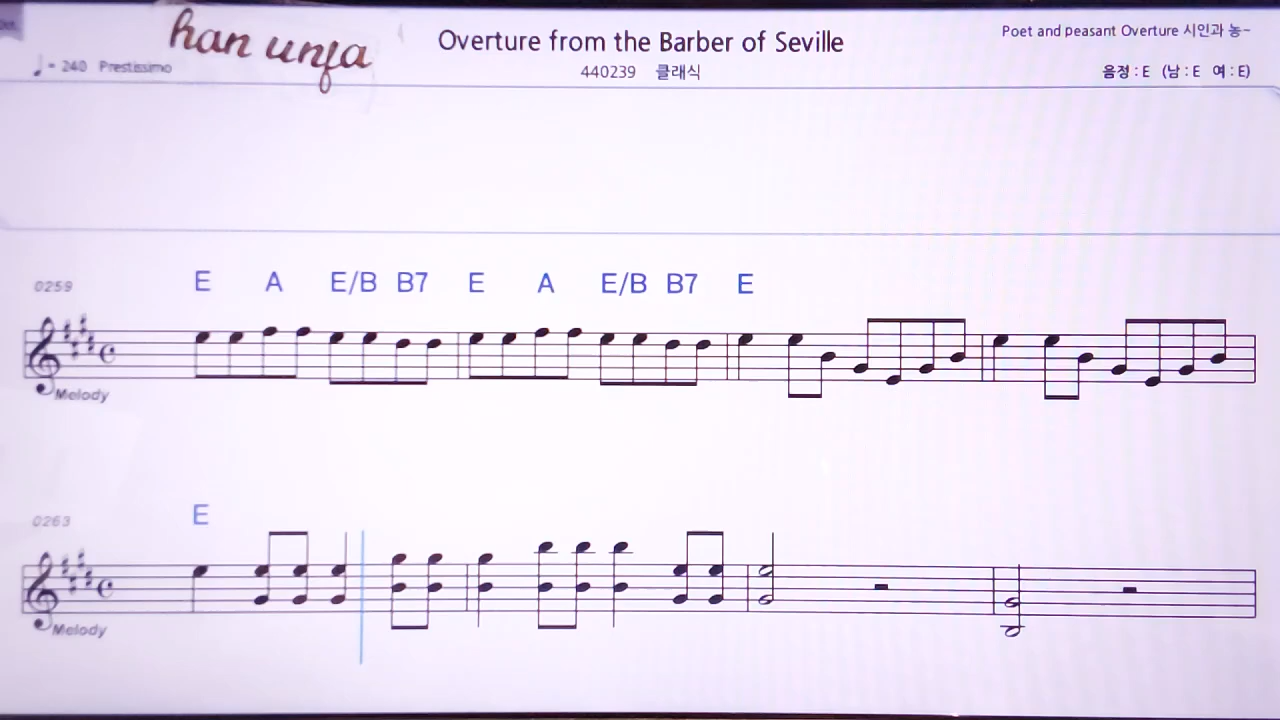 han unfa
Overture from the Barber of Seville
Poet and peasant Overture 시인과 농~
♩= 240 Prestissimo
440239 클래식
음정 : E (남 : E 여 : E)
0259
E A E/B B7 E A E/B B7 E
Melody
0263
E
Melody